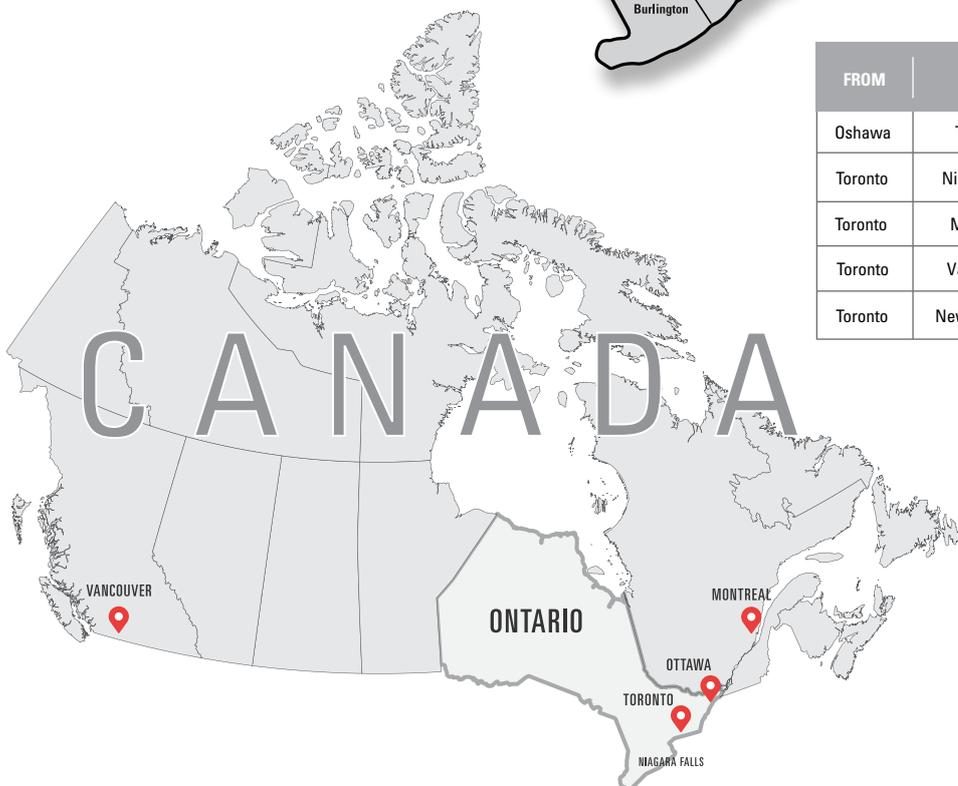 Burlington
FROM
Oshawa
Toronto
Toronto
Toronto
Toronto
CANADA
VANCOUVER
ONTARIO
MONTREAL
OTTAWA
TORONTO
NIAGARA FALLS